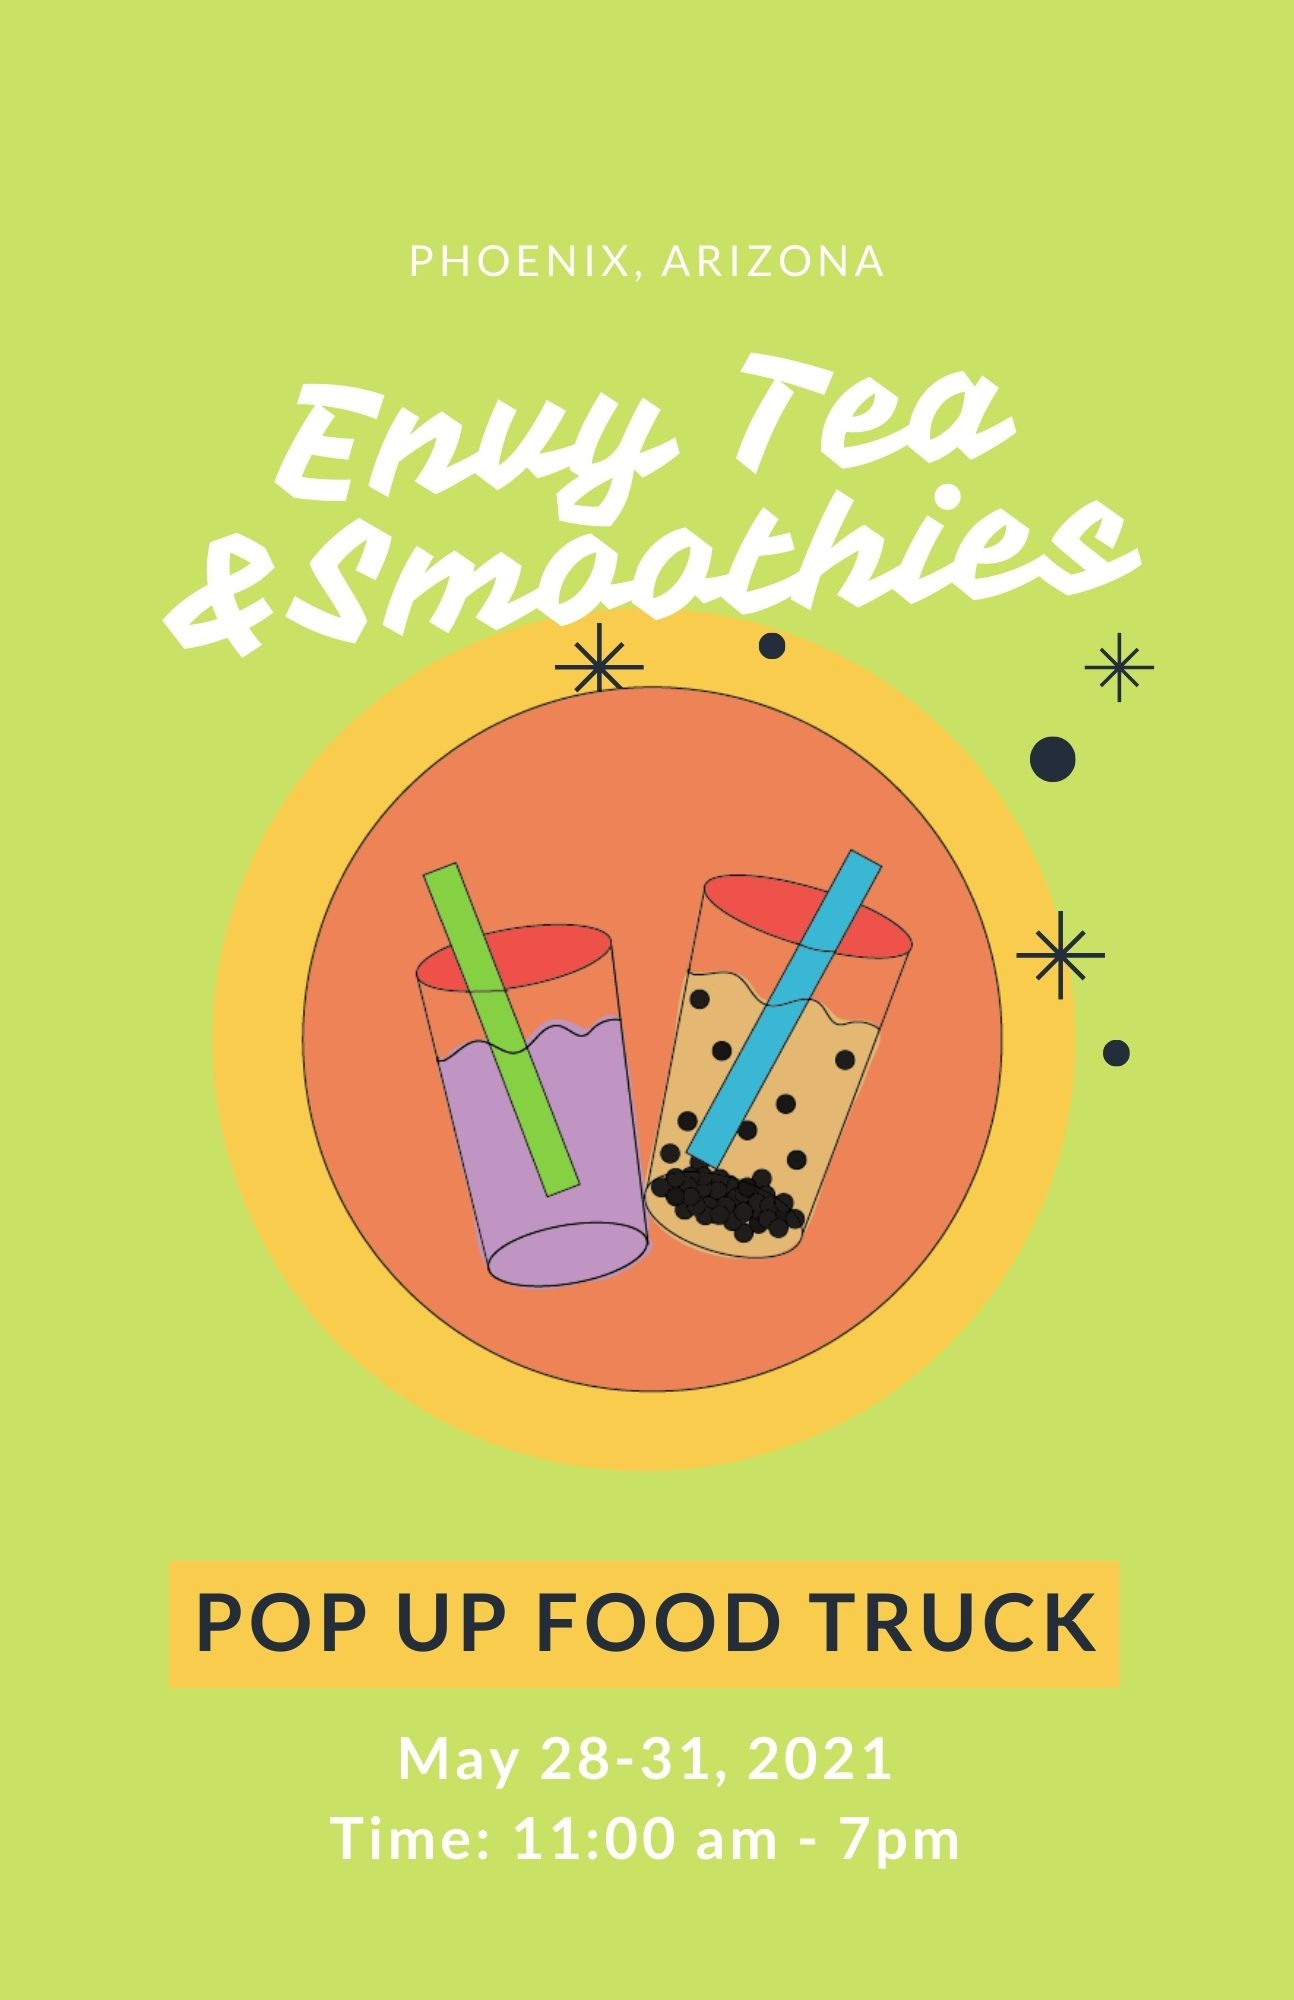 PHOENIX, ARIZONA
Envy Tea
&Smoothies
POP UP FOOD TRUCK
May 28-31, 2021
Time: 11:00 am - 7pm